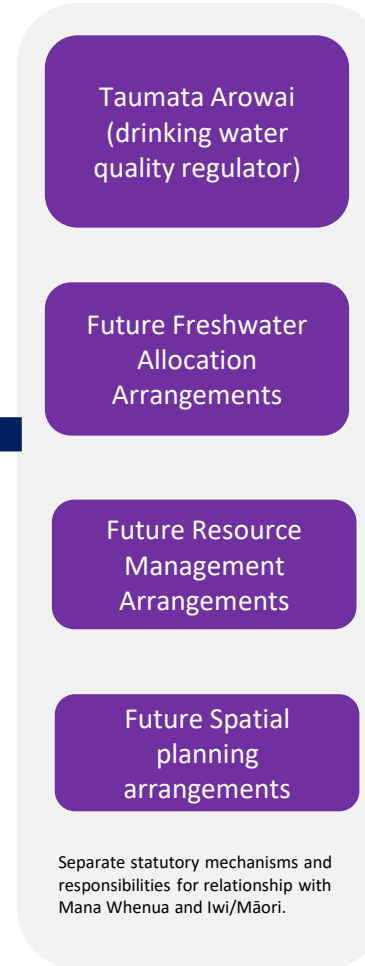 Taumata Arowai
(drinking water
quality regulator)
Future Freshwater
Allocation
Arrangements
Future Resource
Management
Arrangements
Future Spatial
planning
arrangements
Separate statutory mechanisms and
responsibilities for relationship with
Mana Whenua and Iwi/Māori.